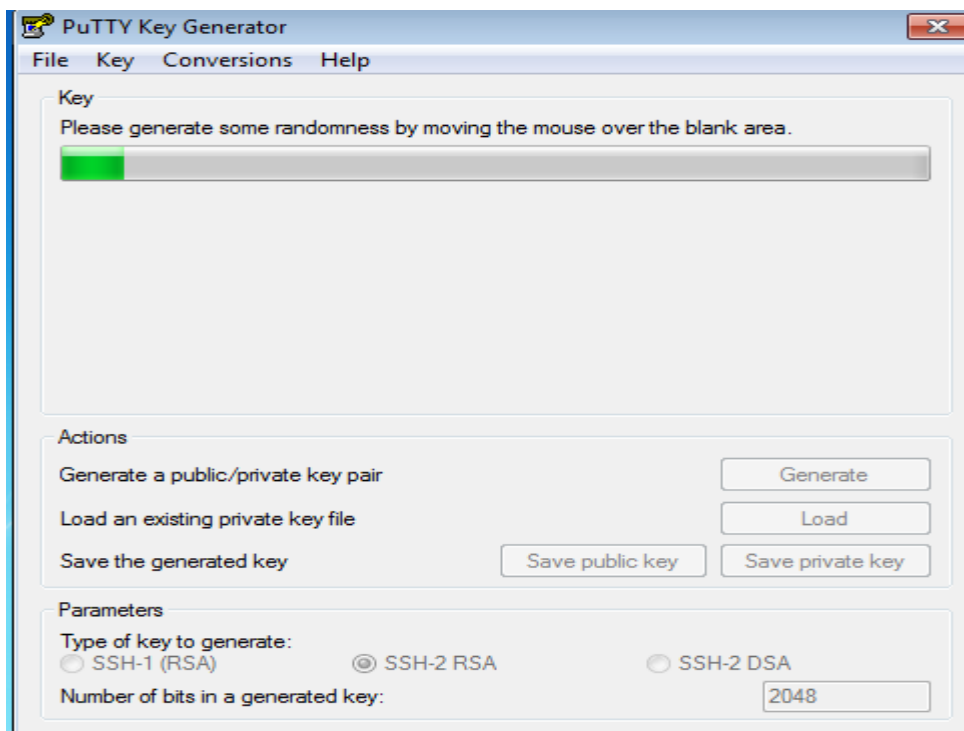 PuTTY Key Generator
File Key Conversions Help
Key
Please generate some randomness by moving the mouse over the blank area.
Actions
Generate a public/private key pair Generate
Load an existing private key file Load
Save the generated key Save public key Save private key
Parameters
Type of key to generate:
SSH-1 (RSA) SSH-2 RSA SSH-2 DSA
Number of bits in a generated key: 2048